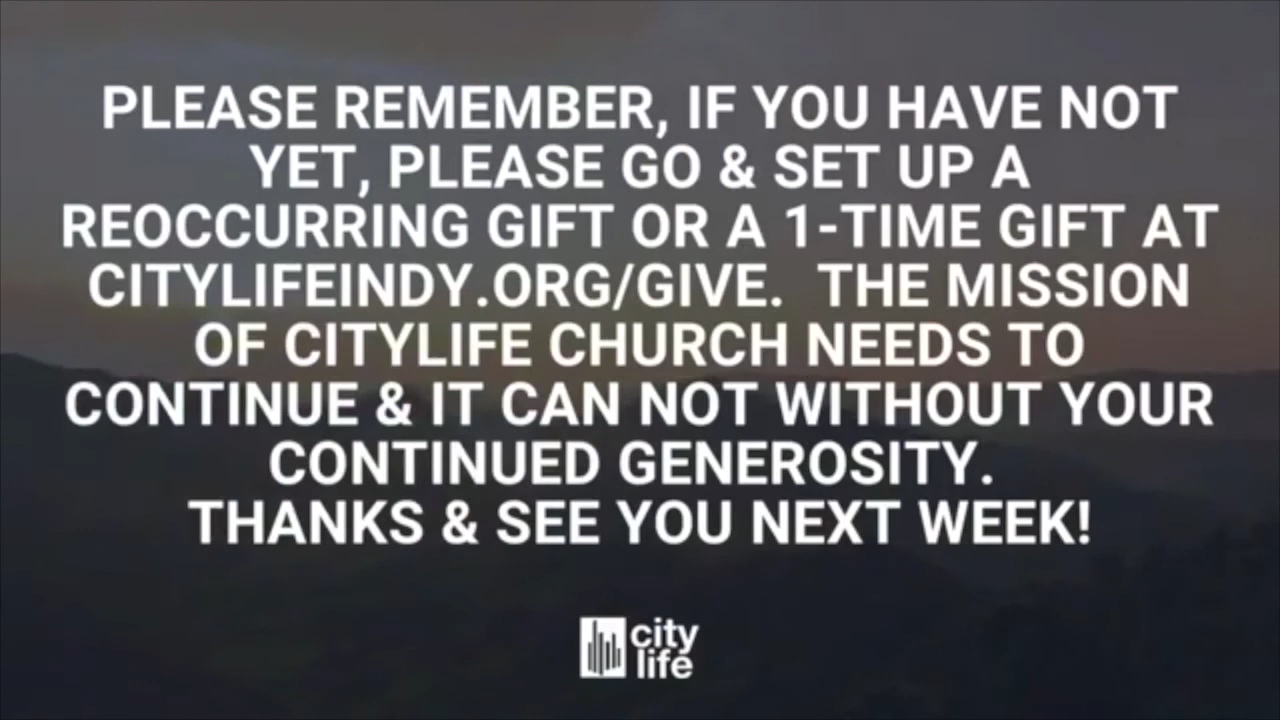 PLEASE REMEMBER, IF YOU HAVE NOT
YET, PLEASE GO & SET UP A
REOCCURRING GIFT OR A 1-TIME GIFT AT
CITYLIFEINDY.ORG/GIVE.  THE MISSION
OF CITYLIFE CHURCH NEEDS TO
CONTINUE & IT CAN NOT WITHOUT YOUR
CONTINUED GENEROSITY.
THANKS & SEE YOU NEXT WEEK!
city
life